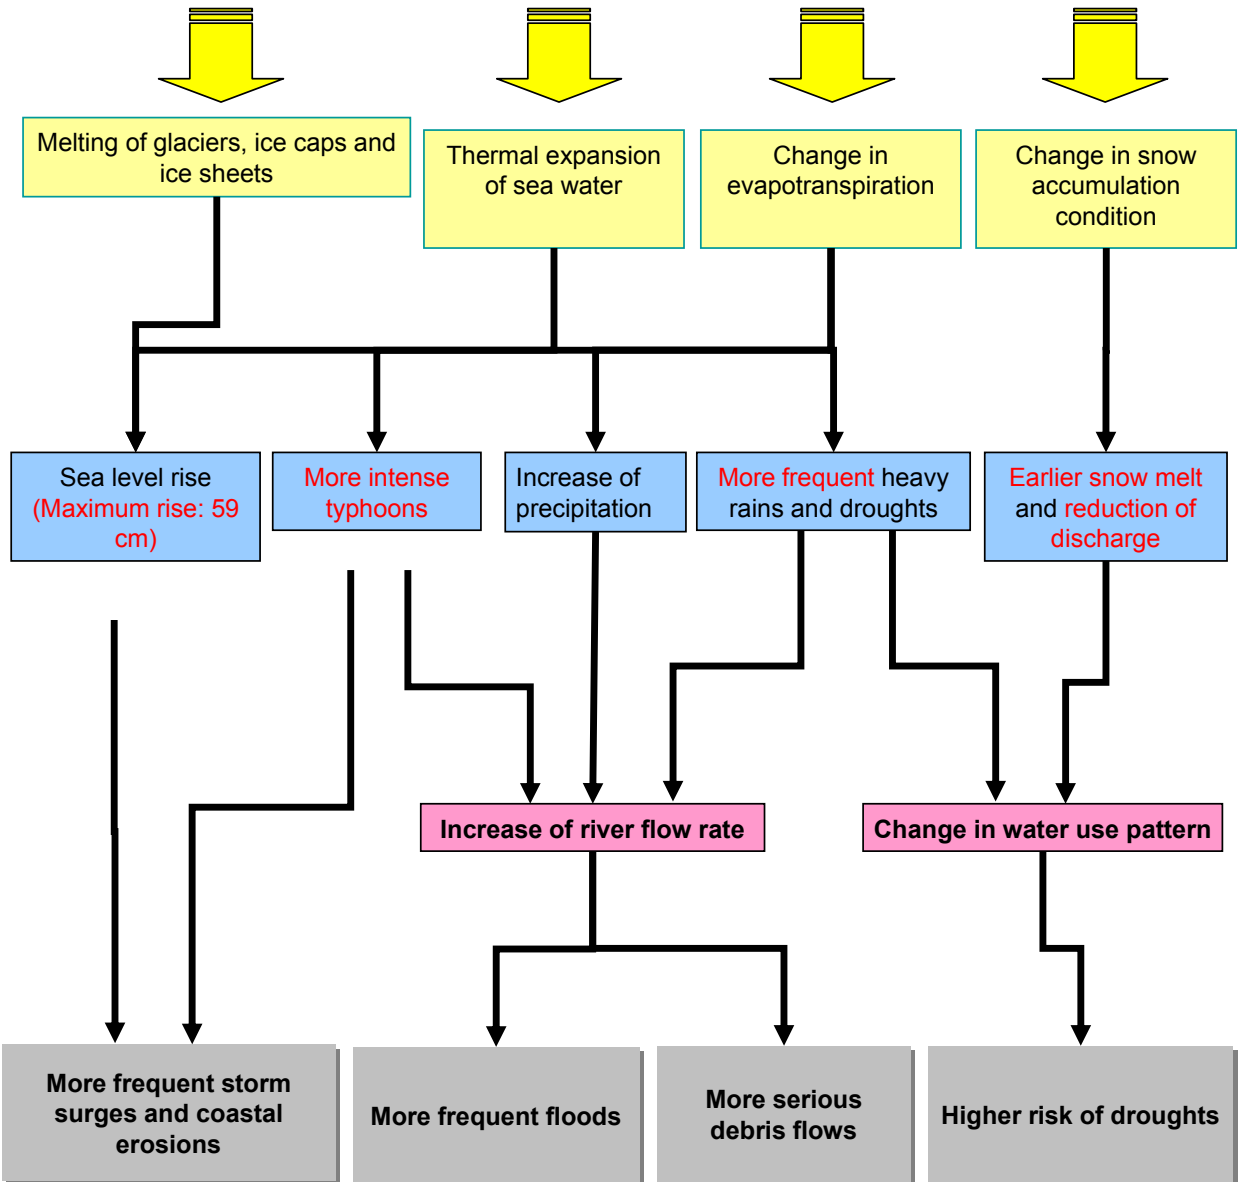 Melting of glaciers, ice caps and
ice sheets
Thermal expansion
of sea water
Change in
evapotranspiration
Change in snow
accumulation
condition
Sea level rise
(Maximum rise: 59
cm)
More intense
typhoons
Increase of
precipitation
More frequent heavy
rains and droughts
Earlier snow melt
and reduction of
discharge
Increase of river flow rate
Change in water use pattern
More frequent storm
surges and coastal
erosions
More frequent floods
More serious
debris flows
Higher risk of droughts